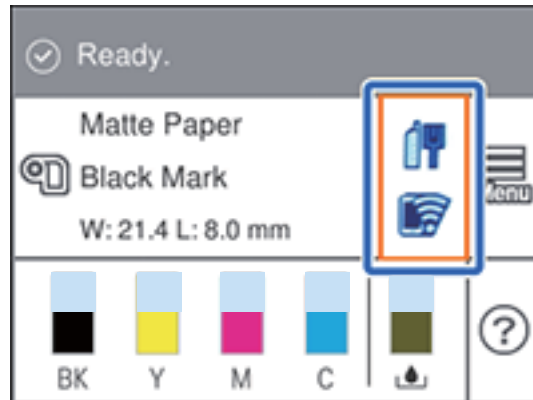 Ready.
Matte Paper
Black Mark
W: 21.4 L: 8.0 mm
Menu
BK Y M C
?